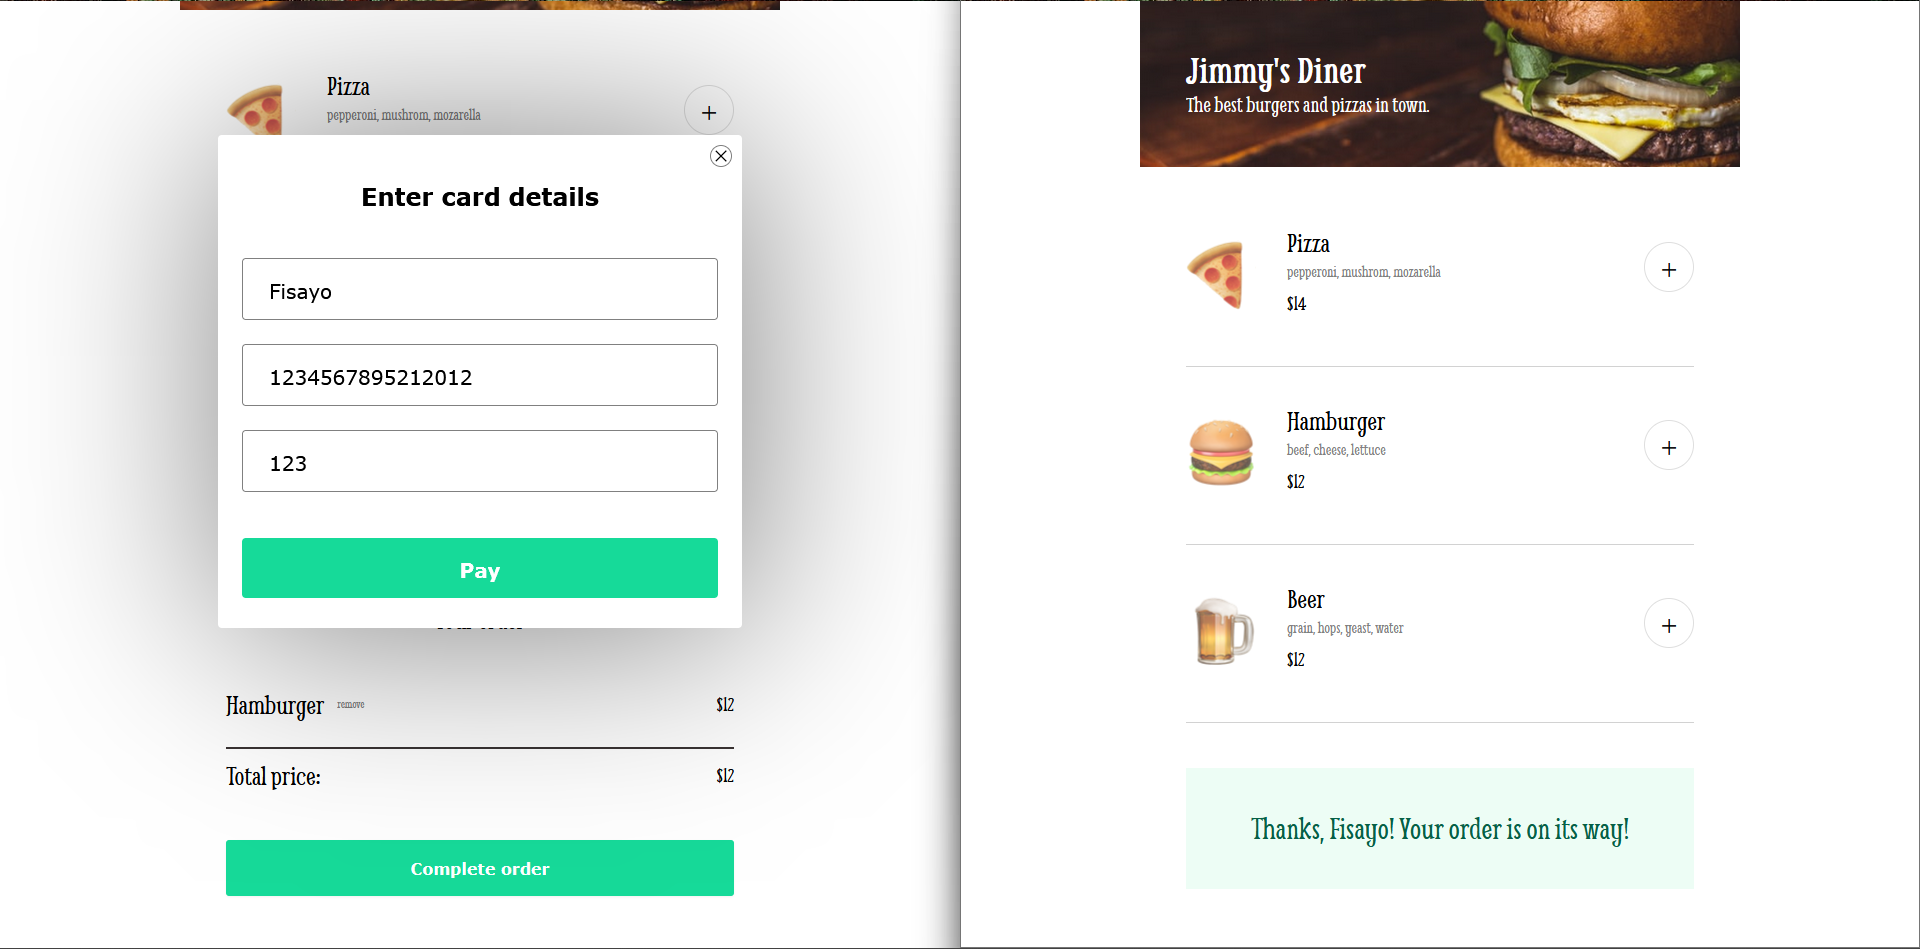 Pizza
pepperoni, mushrom, mozarella
+
Enter card details
Fisayo
1234567895212012
123
Pay
Hamburger remove $12
Total price: $12
Complete order
Jimmy's Diner
The best burgers and pizzas in town.
Pizza
pepperoni, mushrom, mozarella
$14
+
Hamburger
beef, cheese, lettuce
$12
+
Beer
grain, hops, yeast, water
$12
+
Thanks, Fisayo! Your order is on its way!